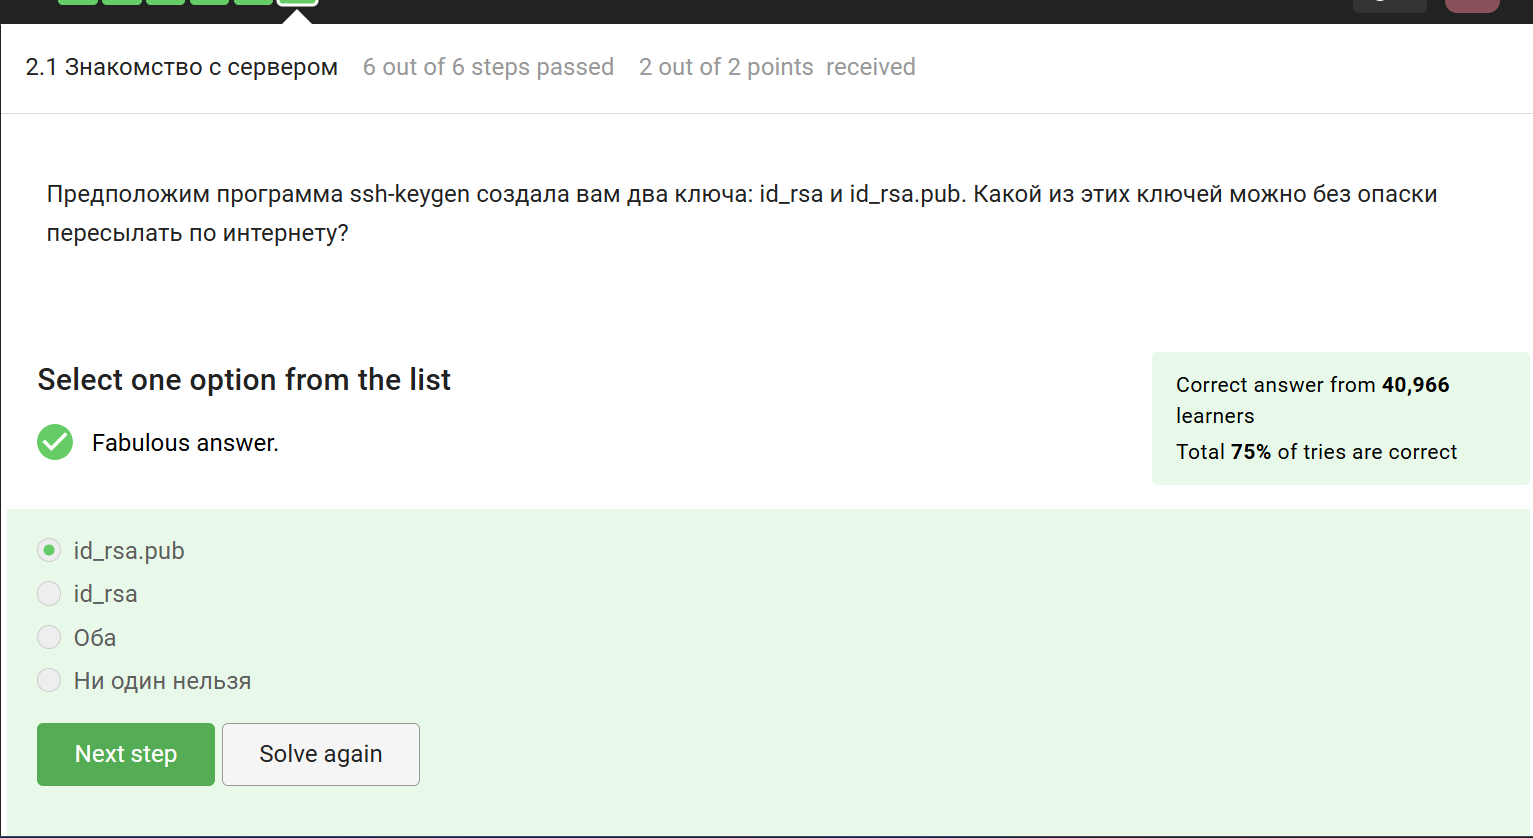 2.1 Знакомство с сервером 6 out of 6 steps passed 2 out of 2 points received
Предположим программа ssh-keygen создала вам два ключа: id_rsa и id_rsa.pub. Какой из этих ключей можно без опаски
пересылать по интернету?
Select one option from the list
Fabulous answer.
Correct answer from 40,966
learners
Total 75% of tries are correct
id_rsa.pub
id_rsa
Оба
Ни один нельзя
Next step
Solve again